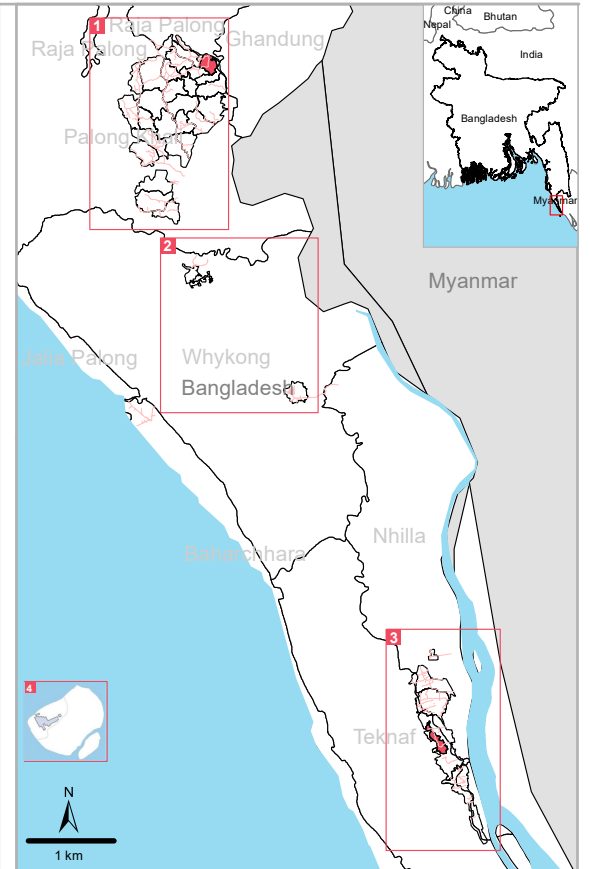 1
Raja Palong
Raja Palong
Ghandung
Palong Khali
China
Nepal
Bhutan
India
Bangladesh
Myanmar
2
Myanmar
Jalia Palong
Whykong
Bangladesh
Nhilla
Baharchhara
3
4
Teknaf
N
1 km